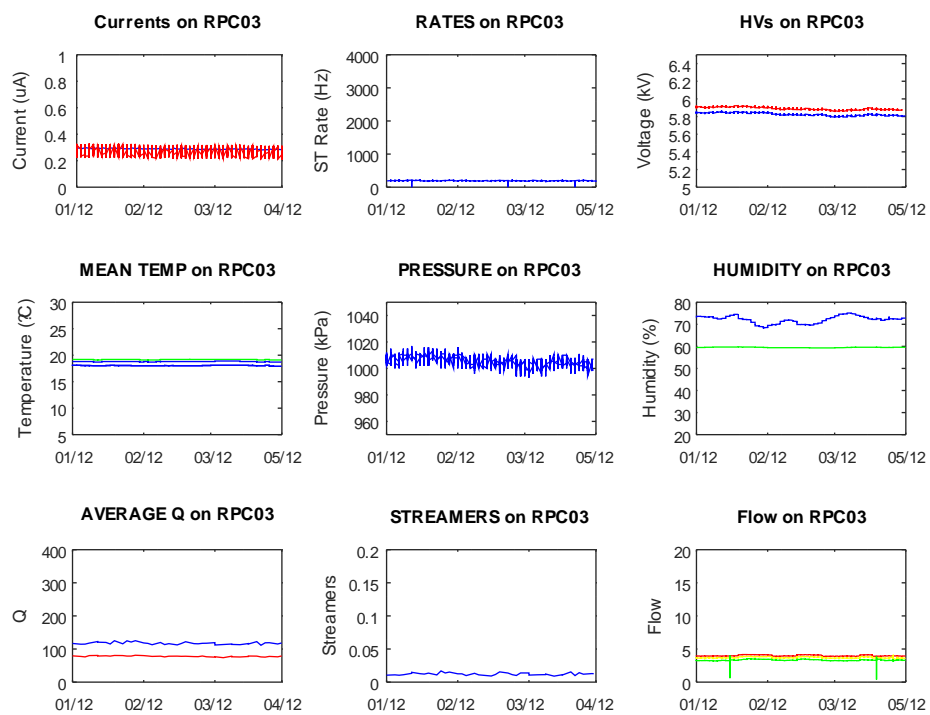 Currents on RPC03
Current (uA)
1
0.8
0.6
0.4
0.2
0
01/12 02/12 03/12 04/12
RATES on RPC03
ST Rate (Hz)
4000
3000
2000
1000
0
01/12 02/12 03/12 04/12
HVs on RPC03
Voltage (kV)
6.4
6.2
6
5.8
5.6
5.4
5.2
5
01/12 02/12 03/12 05/12
MEAN TEMP on RPC03
Temperature (?C)
30
25
20
15
10
5
01/12 02/12 03/12 05/12
PRESSURE on RPC03
Pressure (kPa)
1040
1020
1000
980
960
01/12 02/12 03/12 05/12
HUMIDITY on RPC03
Humidity (%)
80
70
60
50
40
30
20
01/12 02/12 03/12 05/12
AVERAGE Q on RPC03
Q
400
300
200
100
0
01/12 02/12 03/12 04/12
STREAMERS on RPC03
Streamers
0.2
0.15
0.1
0.05
0
01/12 02/12 03/12 04/12
Flow on RPC03
Flow
20
15
10
5
0
01/12 02/12 03/12 05/12